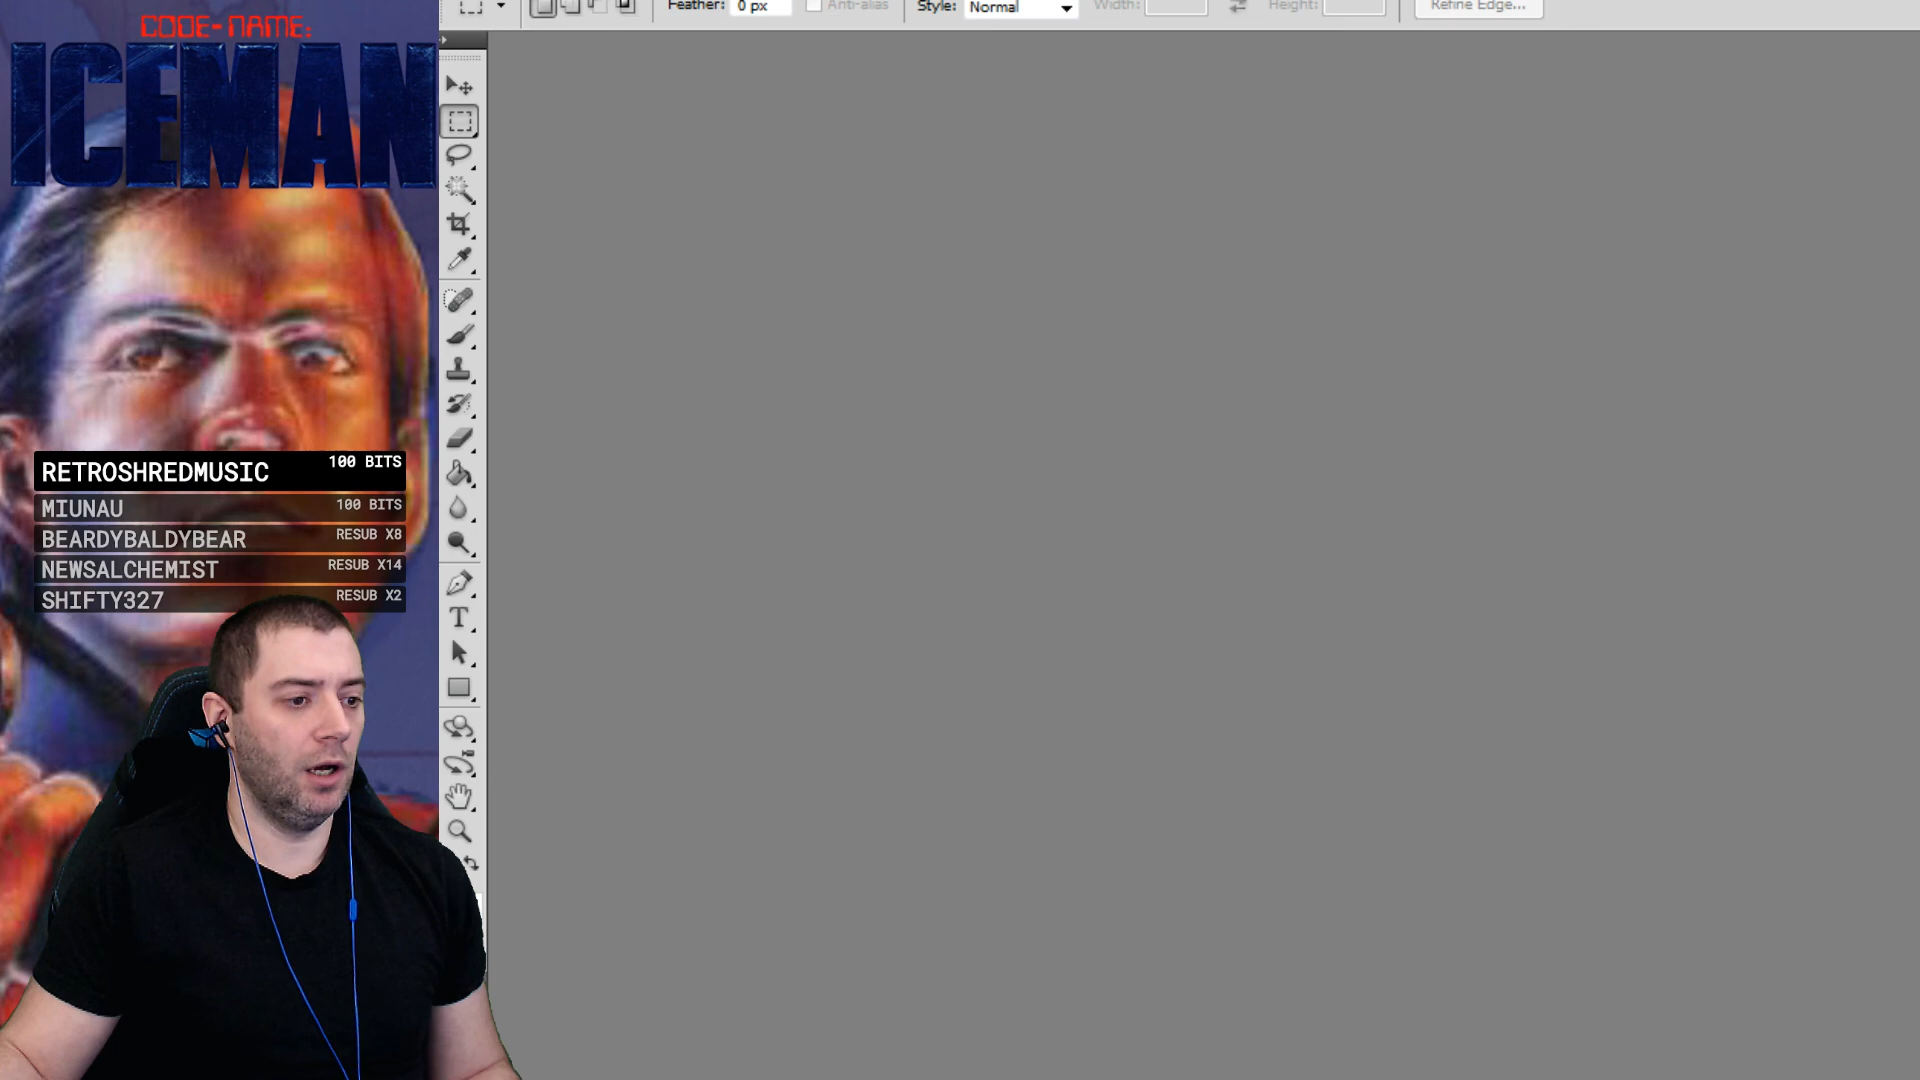 Feather: 0 px Anti-alias Style: Normal Width: Height: Refine Edge...
CODE-NAME:
ICEMAN
RETROSHREDMUSIC 100 BITS
MIUNAU 100 BITS
BEARDYBALDYBEAR RESUB X8
NEWSALCHEMIST RESUB X14
SHIFTY327 RESUB X2
T